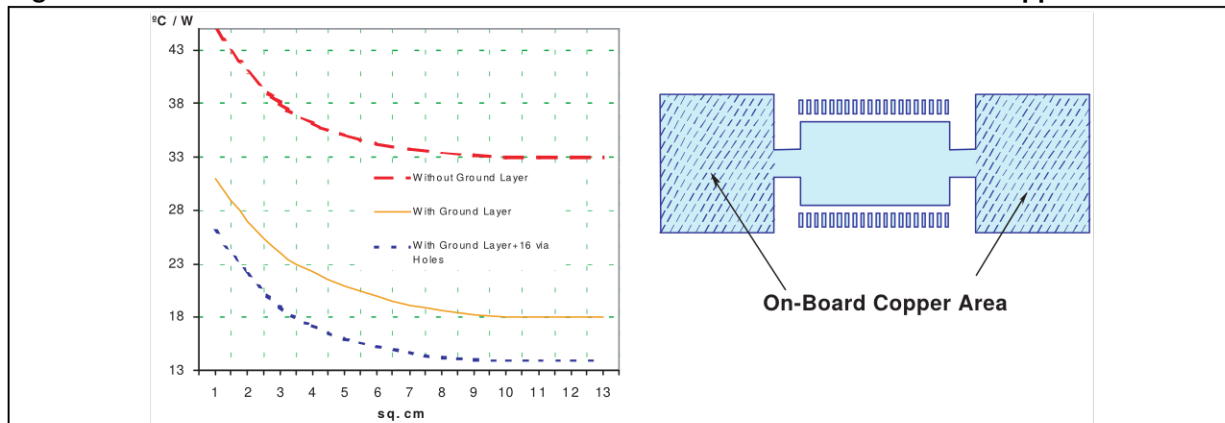 ºC / W
43
38
33
28
23
18
13
1 2 3 4 5 6 7 8 9 10 11 12 13
sq. cm
Without Ground Layer
With Ground Layer
With Ground Layer+16 via
Holes
On-Board Copper Area